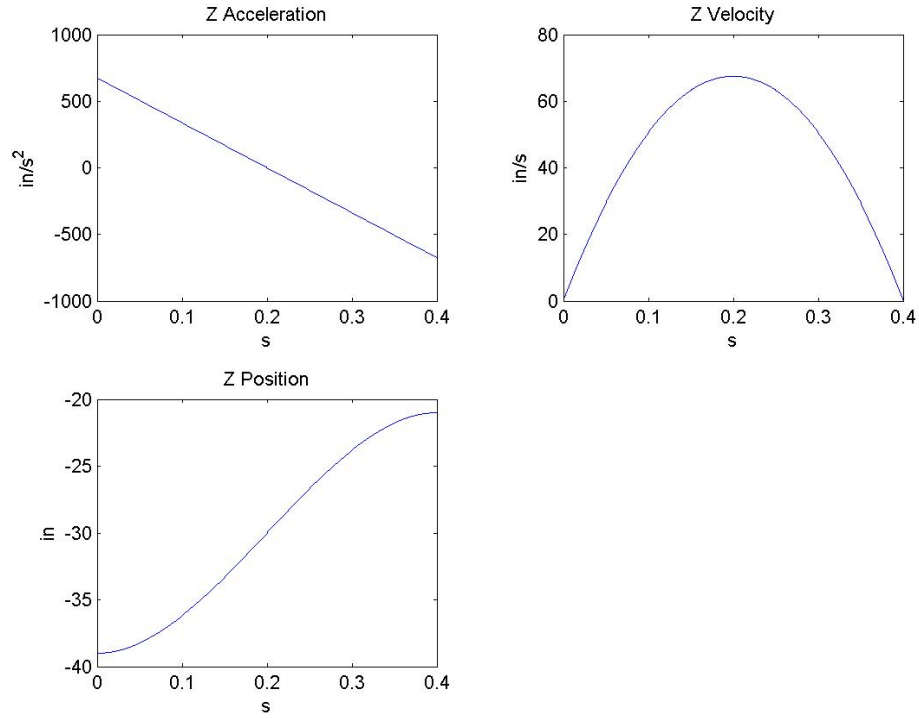 Z Acceleration
1000
500
0
-500
-1000
in/s²
0 0.1 0.2 0.3 0.4
s
Z Velocity
80
60
40
20
0
in/s
0 0.1 0.2 0.3 0.4
s
Z Position
-20
-25
-30
-35
-40
in
0 0.1 0.2 0.3 0.4
s